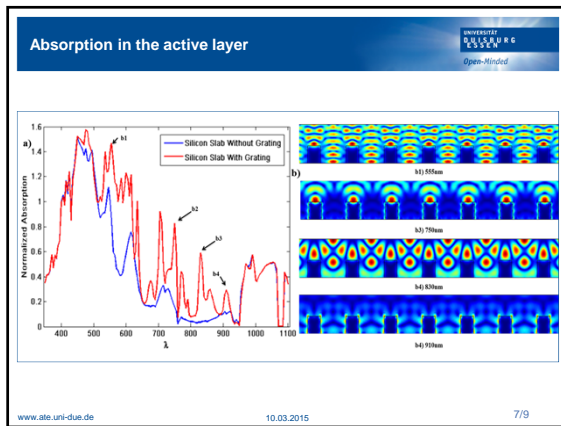 Absorption in the active layer
UNIVERSITÄT
DUISBURG
ESSEN
Open-Minded
a)
1.6
1.4
1.2
1
0.8
0.6
0.4
0.2
0
Normalized Absorption
400
500
600
700
800
900
1000
1100
λ
Silicon Slab Without Grating
Silicon Slab With Grating
b1
b2
b3
b4
b)
b1) 555nm
b3) 750nm
b4) 830nm
b4) 910nm
www.ate.uni-due.de
10.03.2015
7/9